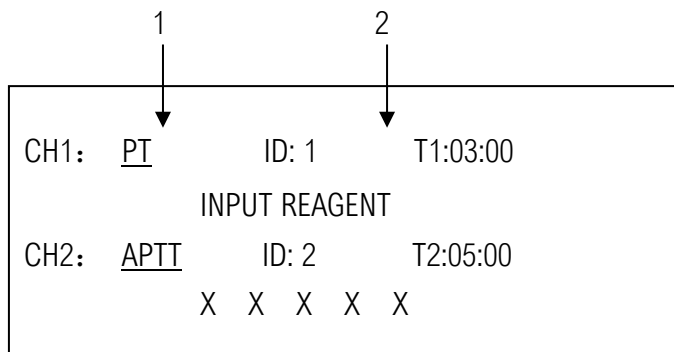 1 2
CH1： PT ID: 1 T1:03:00
INPUT REAGENT
CH2： APTT ID: 2 T2:05:00
X X X X X